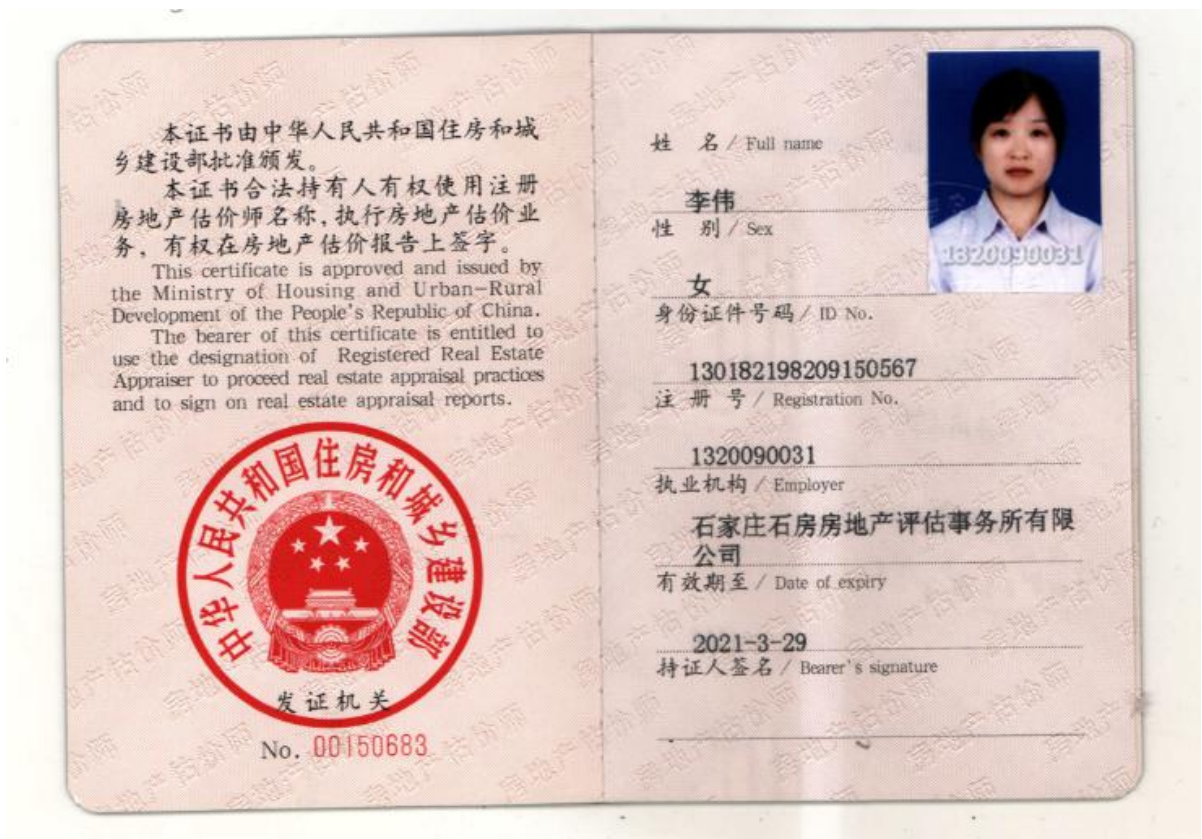 本证书由中华人民共和国住房和城
乡建设部批准颁发。
本证书合法持有人有权使用注册
房地产估价师名称,执行房地产估价业
务,有权在房地产估价报告上签字。
This certificate is approved and issued by
the Ministry of Housing and Urban-Rural
Development of the People's Republic of China.
The bearer of this certificate is entitled to
use the designation of Registered Real Estate
Appraiser to proceed real estate appraisal practices
and to sign on real estate appraisal reports.
中华人民共和国住房和城乡建设部
发证机关
No. 00150683
姓 名 / Full name
李伟
性 别 / Sex
女
身份证件号码 / ID No.
130182198209150567
注 册 号 / Registration No.
1320090031
执业机构 / Employer
石家庄石房房地产评估事务所有限
公司
有效期至 / Date of expiry
2021-3-29
持证人签名 / Bearer's signature
1320090031
房地产估价师